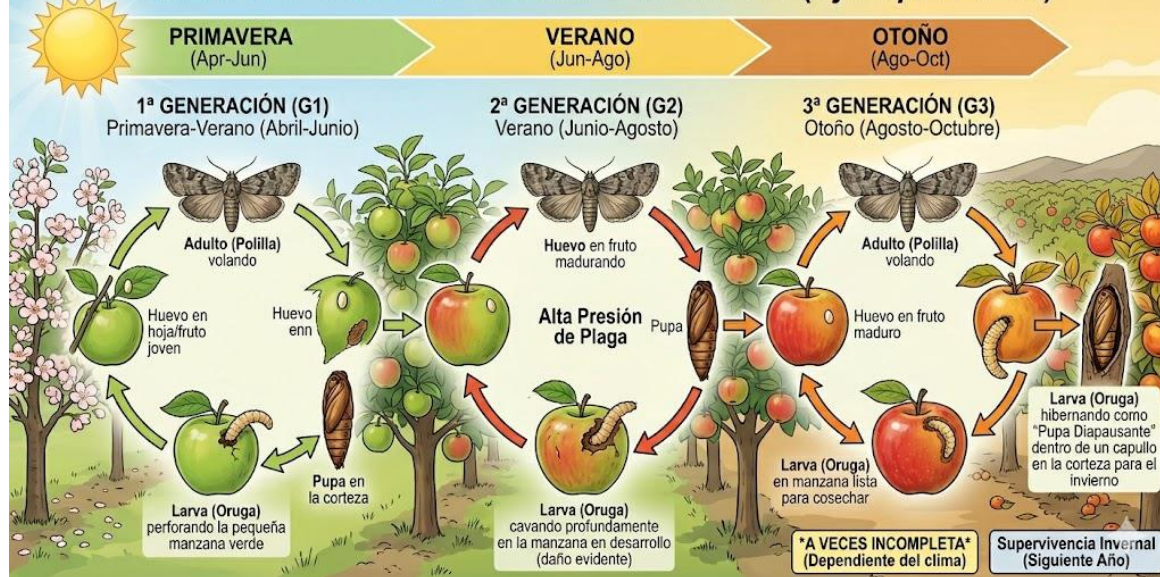 PRIMAVERA
(Apr-Jun)
VERANO
(Jun-Ago)
OTOÑO
(Ago-Oct)
1ª GENERACIÓN (G1)
Primavera-Verano (Abril-Junio)
2ª GENERACIÓN (G2)
Verano (Junio-Agosto)
3ª GENERACIÓN (G3)
Otoño (Agosto-Octubre)
Adulto (Polilla)
volando
Huevo en
hoja/fruto
joven
Huevo
enn
Larva (Oruga)
perforando la pequeña
manzana verde
Pupa en
la corteza
Huevo en fruto
madurando
Alta Presión
de Plaga
Pupa
Larva (Oruga)
cavando profundamente
en la manzana en desarrollo
(daño evidente)
Adulto (Polilla)
volando
Huevo en fruto
maduro
Larva (Oruga)
en manzana lista
para cosechar
Larva (Oruga)
hibernando como
"Pupa Diapausante"
dentro de un capullo
en la corteza para el
invierno
*A VECES INCOMPLETA*
(Dependiente del clima)
Supervivencia Invernal
(Siguiente Año)